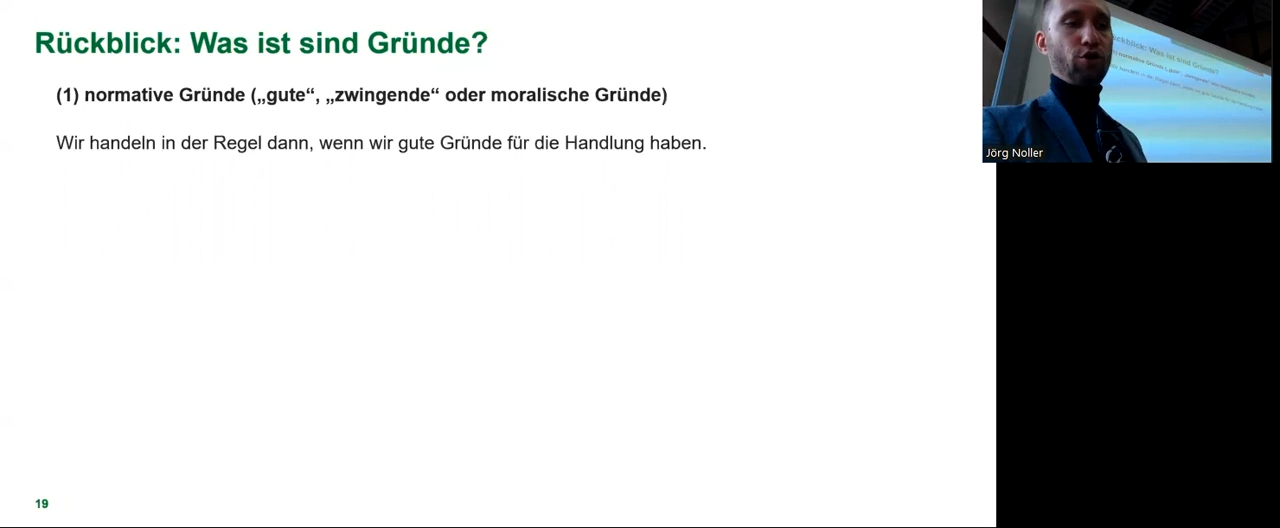 Rückblick: Was ist sind Gründe?
(1) normative Gründe („gute“, „zwingende“ oder moralische Gründe)
Wir handeln in der Regel dann, wenn wir gute Gründe für die Handlung haben.
19
Jörg Noller